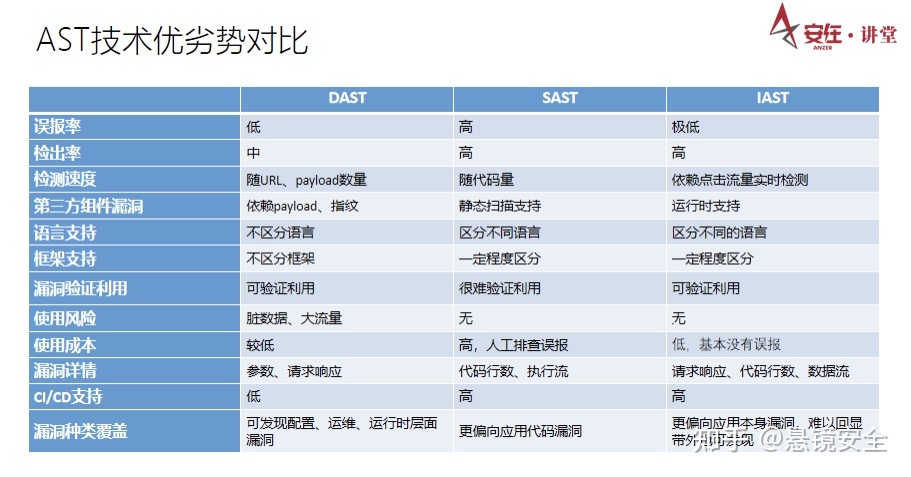 AST技术优劣势对比
安在·讲堂
ANZER
DAST SAST IAST
误报率 低 高 极低
检出率 中 高 高
检测速度 随URL、payload数量 随代码量 依赖点击流量实时检测
第三方组件漏洞 依赖payload、指纹 静态扫描支持 运行时支持
语言支持 不区分语言 区分不同语言 区分不同的语言
框架支持 不区分框架 一定程度区分 一定程度区分
漏洞验证利用 可验证利用 很难验证利用 可验证利用
使用风险 脏数据、大流量 无 无
使用成本 较低 高，人工排查误报 低，基本没有误报
漏洞详情 参数、请求响应 代码行数、执行流 请求响应、代码行数、数据流
CI/CD支持 低 高 高
漏洞种类覆盖 可发现配置、运维、运行时层面 更偏向应用代码漏洞 更偏向应用本身漏洞，难以回显
漏洞 带外也可发现
知乎 @悬镜安全